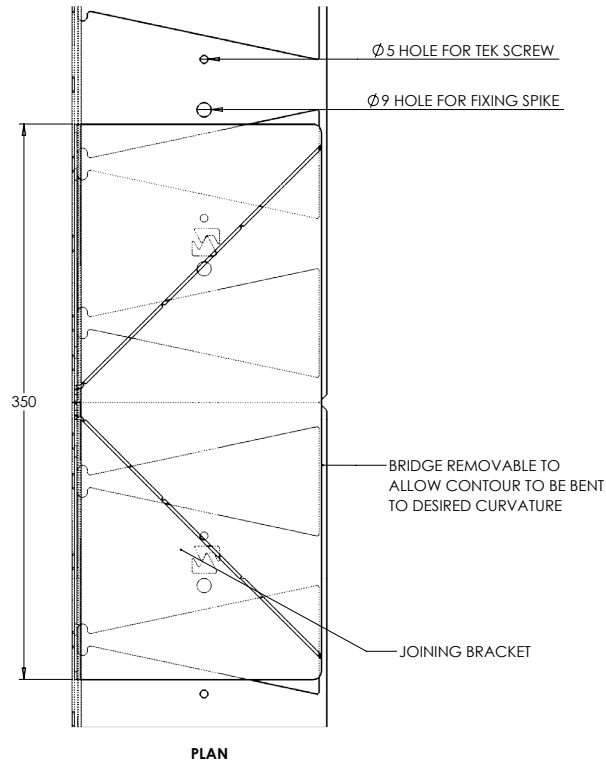 Ø5 HOLE FOR TEK SCREW
Ø9 HOLE FOR FIXING SPIKE
350
BRIDGE REMOVABLE TO
ALLOW CONTOUR TO BE BENT
TO DESIRED CURVATURE
JOINING BRACKET
PLAN